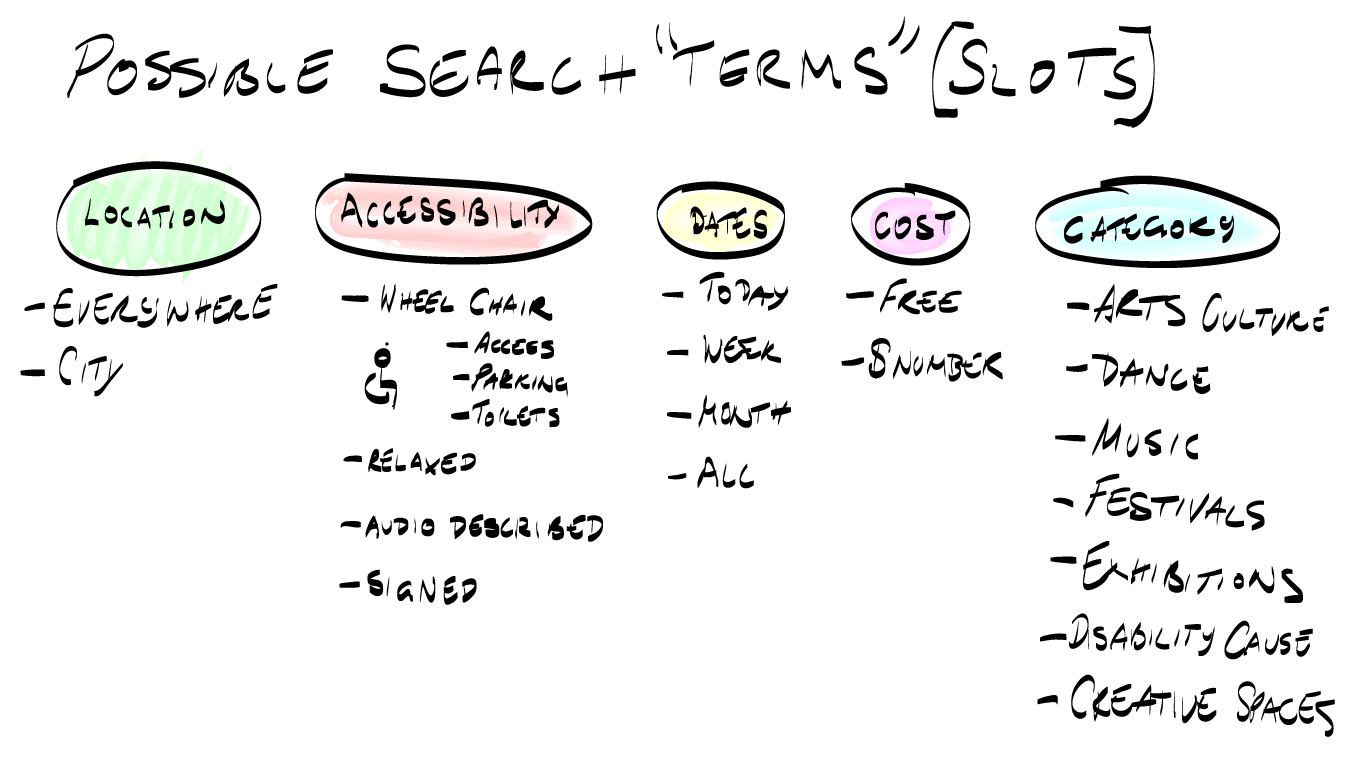 POSSIBLE SEARCH "TERMS" [SLOTS]
LOCATION
- EVERYWHERE
- CITY
ACCESSIBILITY
- WHEEL CHAIR
- ACCESS
- PARKING
- TOILETS
- RELAXED
- AUDIO DESCRIBED
- SIGNED
DATES
- TODAY
- WEEK
- MONTH
- ALL
COST
- FREE
- $NUMBER
CATEGORY
- ARTS CULTURE
- DANCE
- MUSIC
- FESTIVALS
- EXHIBITIONS
- DISABILITY CAUSE
- CREATIVE SPACES